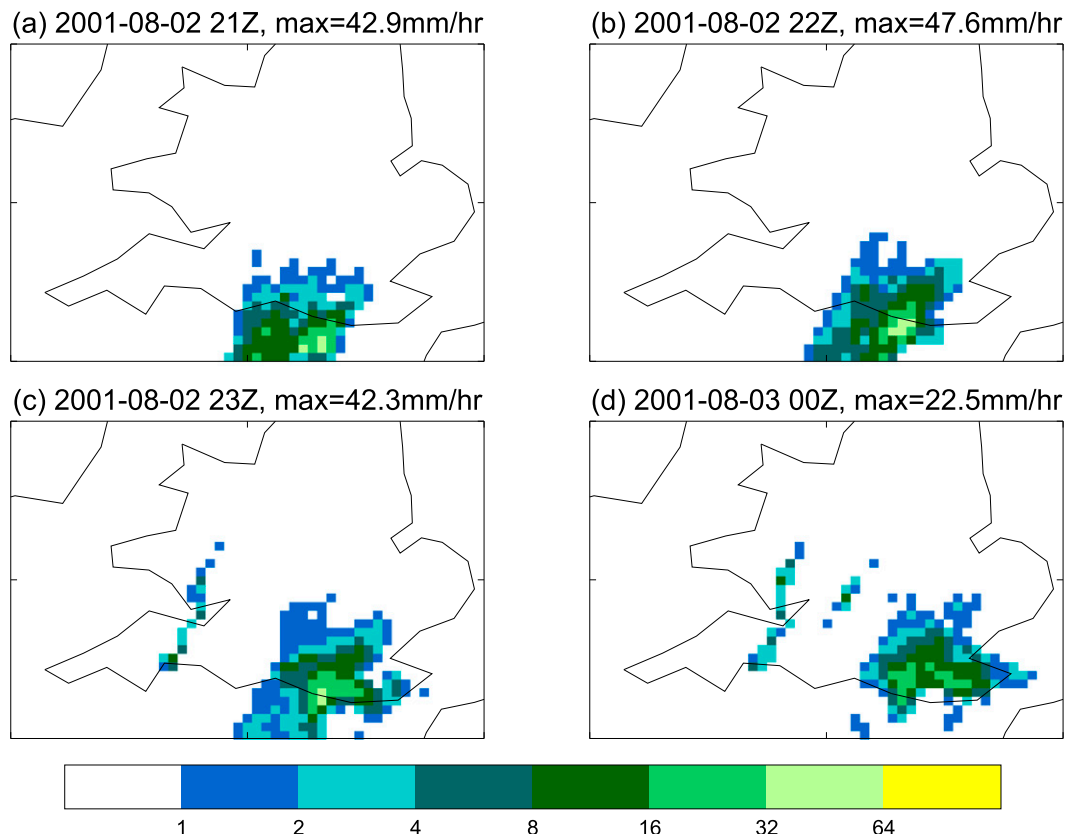 (a) 2001-08-02 21Z, max=42.9mm/hr
(b) 2001-08-02 22Z, max=47.6mm/hr
(c) 2001-08-02 23Z, max=42.3mm/hr
(d) 2001-08-03 00Z, max=22.5mm/hr
1 2 4 8 16 32 64